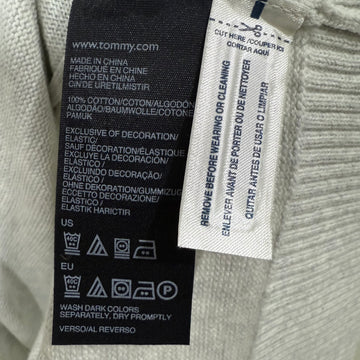 www.tommy.com
MADE IN CHINA
FABRIQUÉ EN CHINE
HECHO EN CHINA
ÇIN DE ÜRETILMISTIR
100% COTTON/COTON/ALGODÓN
ALGODÃO/BAUMWOLLE/COTONE
PAMUK
EXCLUSIVE OF DECORATION/
ELASTIC/
SAUF DÉCORATION/ÉLASTIQUE
EXCLUYE LA DECORACIÓN/
ELÁSTICO /
EXCLUINDO DECORAÇÃO/
ELÁSTICO /
OHNE DEKORATION/GUMMIZUG
ECCETTO DECORAZIONE/
ELASTICO /
ELASTIK HARICTIR
US
EU
P
WASH DARK COLORS
SEPARATELY. DRY PROMPTLY
VERSO/AL REVERSO
CUT HERE/COUPER ICI
CORTAR AQUÍ
REMOVE BEFORE WEARING OR CLEANING
ENLEVER AVANT DE PORTER OU DE NETTOYER
QUITAR ANTES DE USAR O LIMPIAR